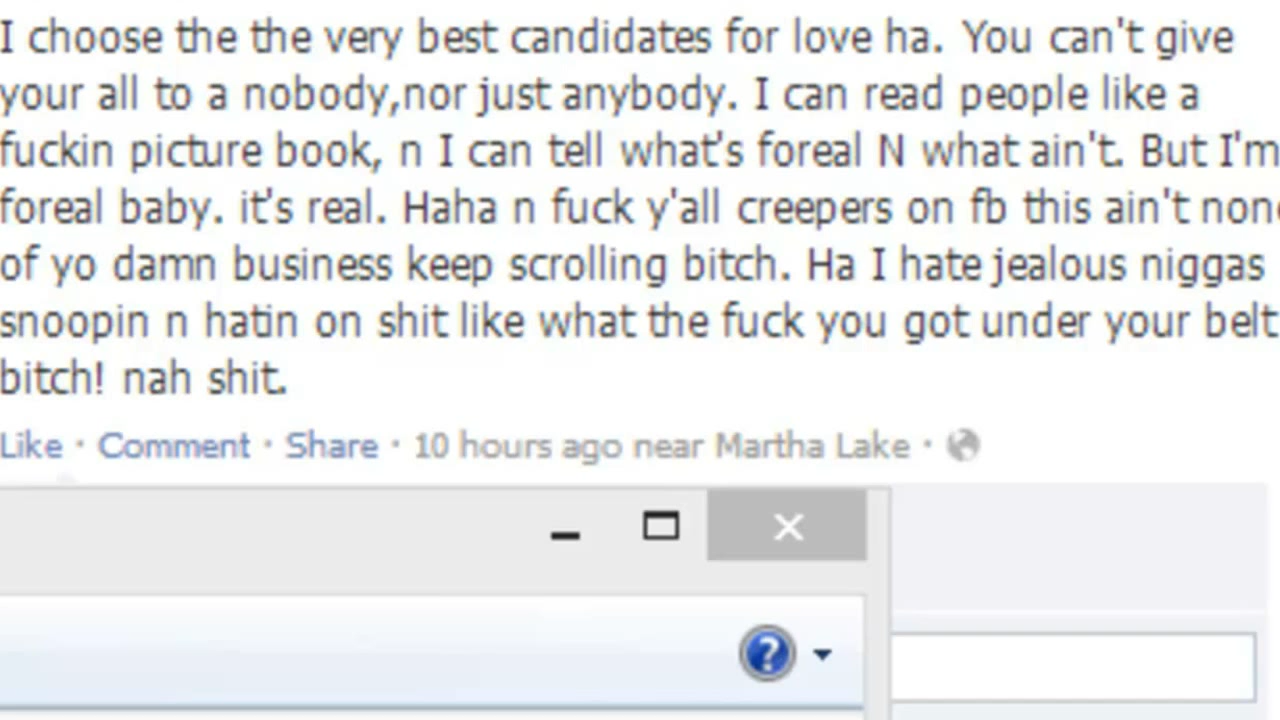 I choose the the very best candidates for love ha. You can't give
your all to a nobody,nor just anybody. I can read people like a
fuckin picture book, n I can tell what's foreal N what ain't. But I'm
foreal baby. it's real. Haha n fuck y'all creepers on fb this ain't none
of yo damn business keep scrolling bitch. Ha I hate jealous niggas
snoopin n hatin on shit like what the fuck you got under your belt
bitch! nah shit.
Like · Comment · Share · 10 hours ago near Martha Lake ·
?